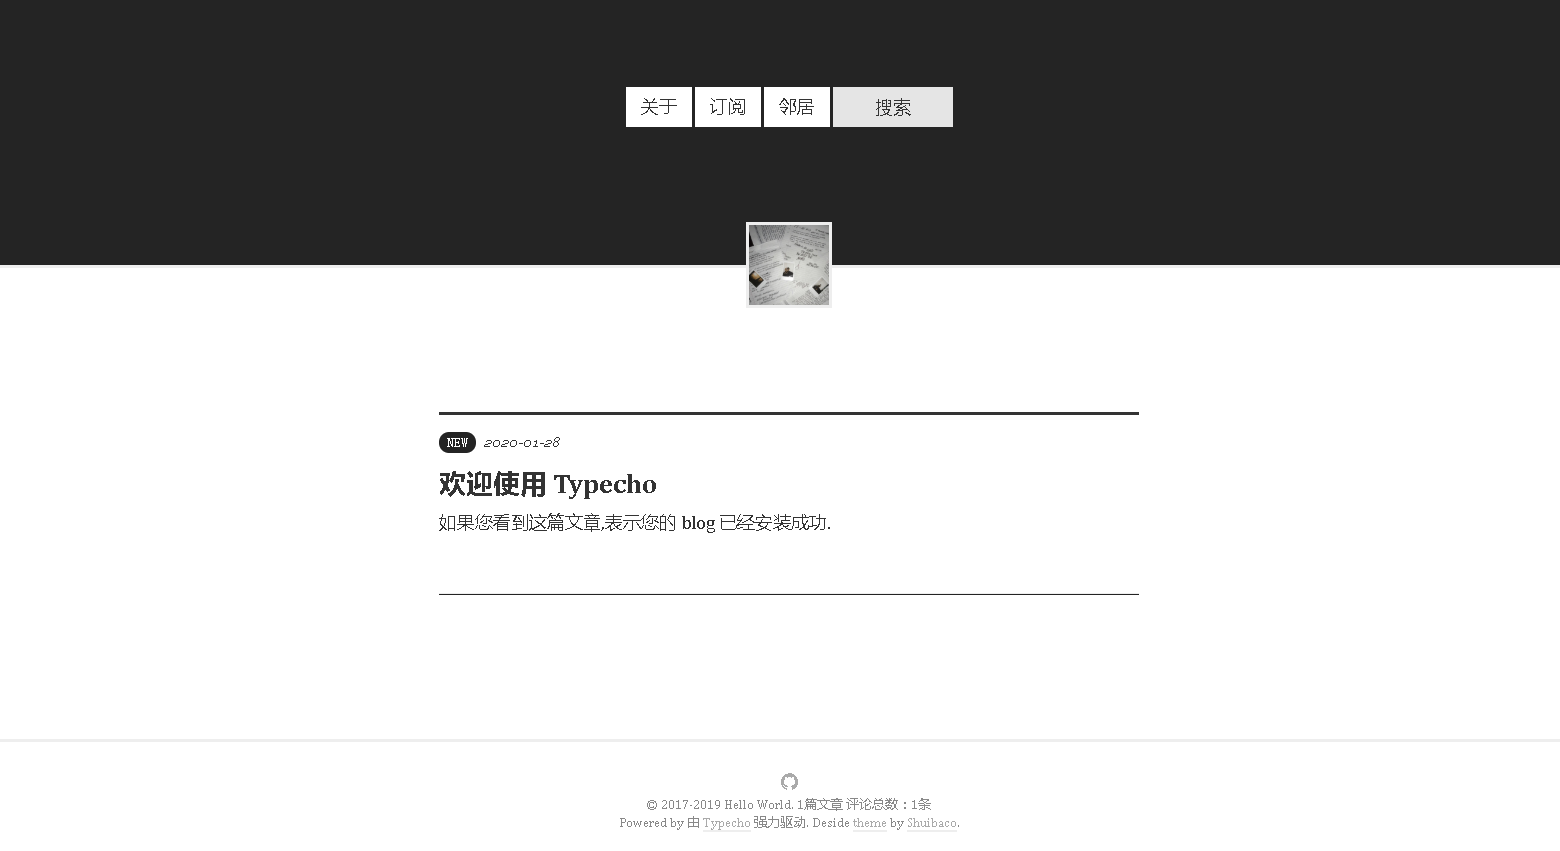 关于 订阅 邻居 搜索
NEW 2020-01-28
欢迎使用 Typecho
如果您看到这篇文章,表示您的 blog 已经安装成功.
© 2017-2019 Hello World. 1篇文章 评论总数：1条
Powered by 由 Typecho 强力驱动. Deside theme by Shuibaco.